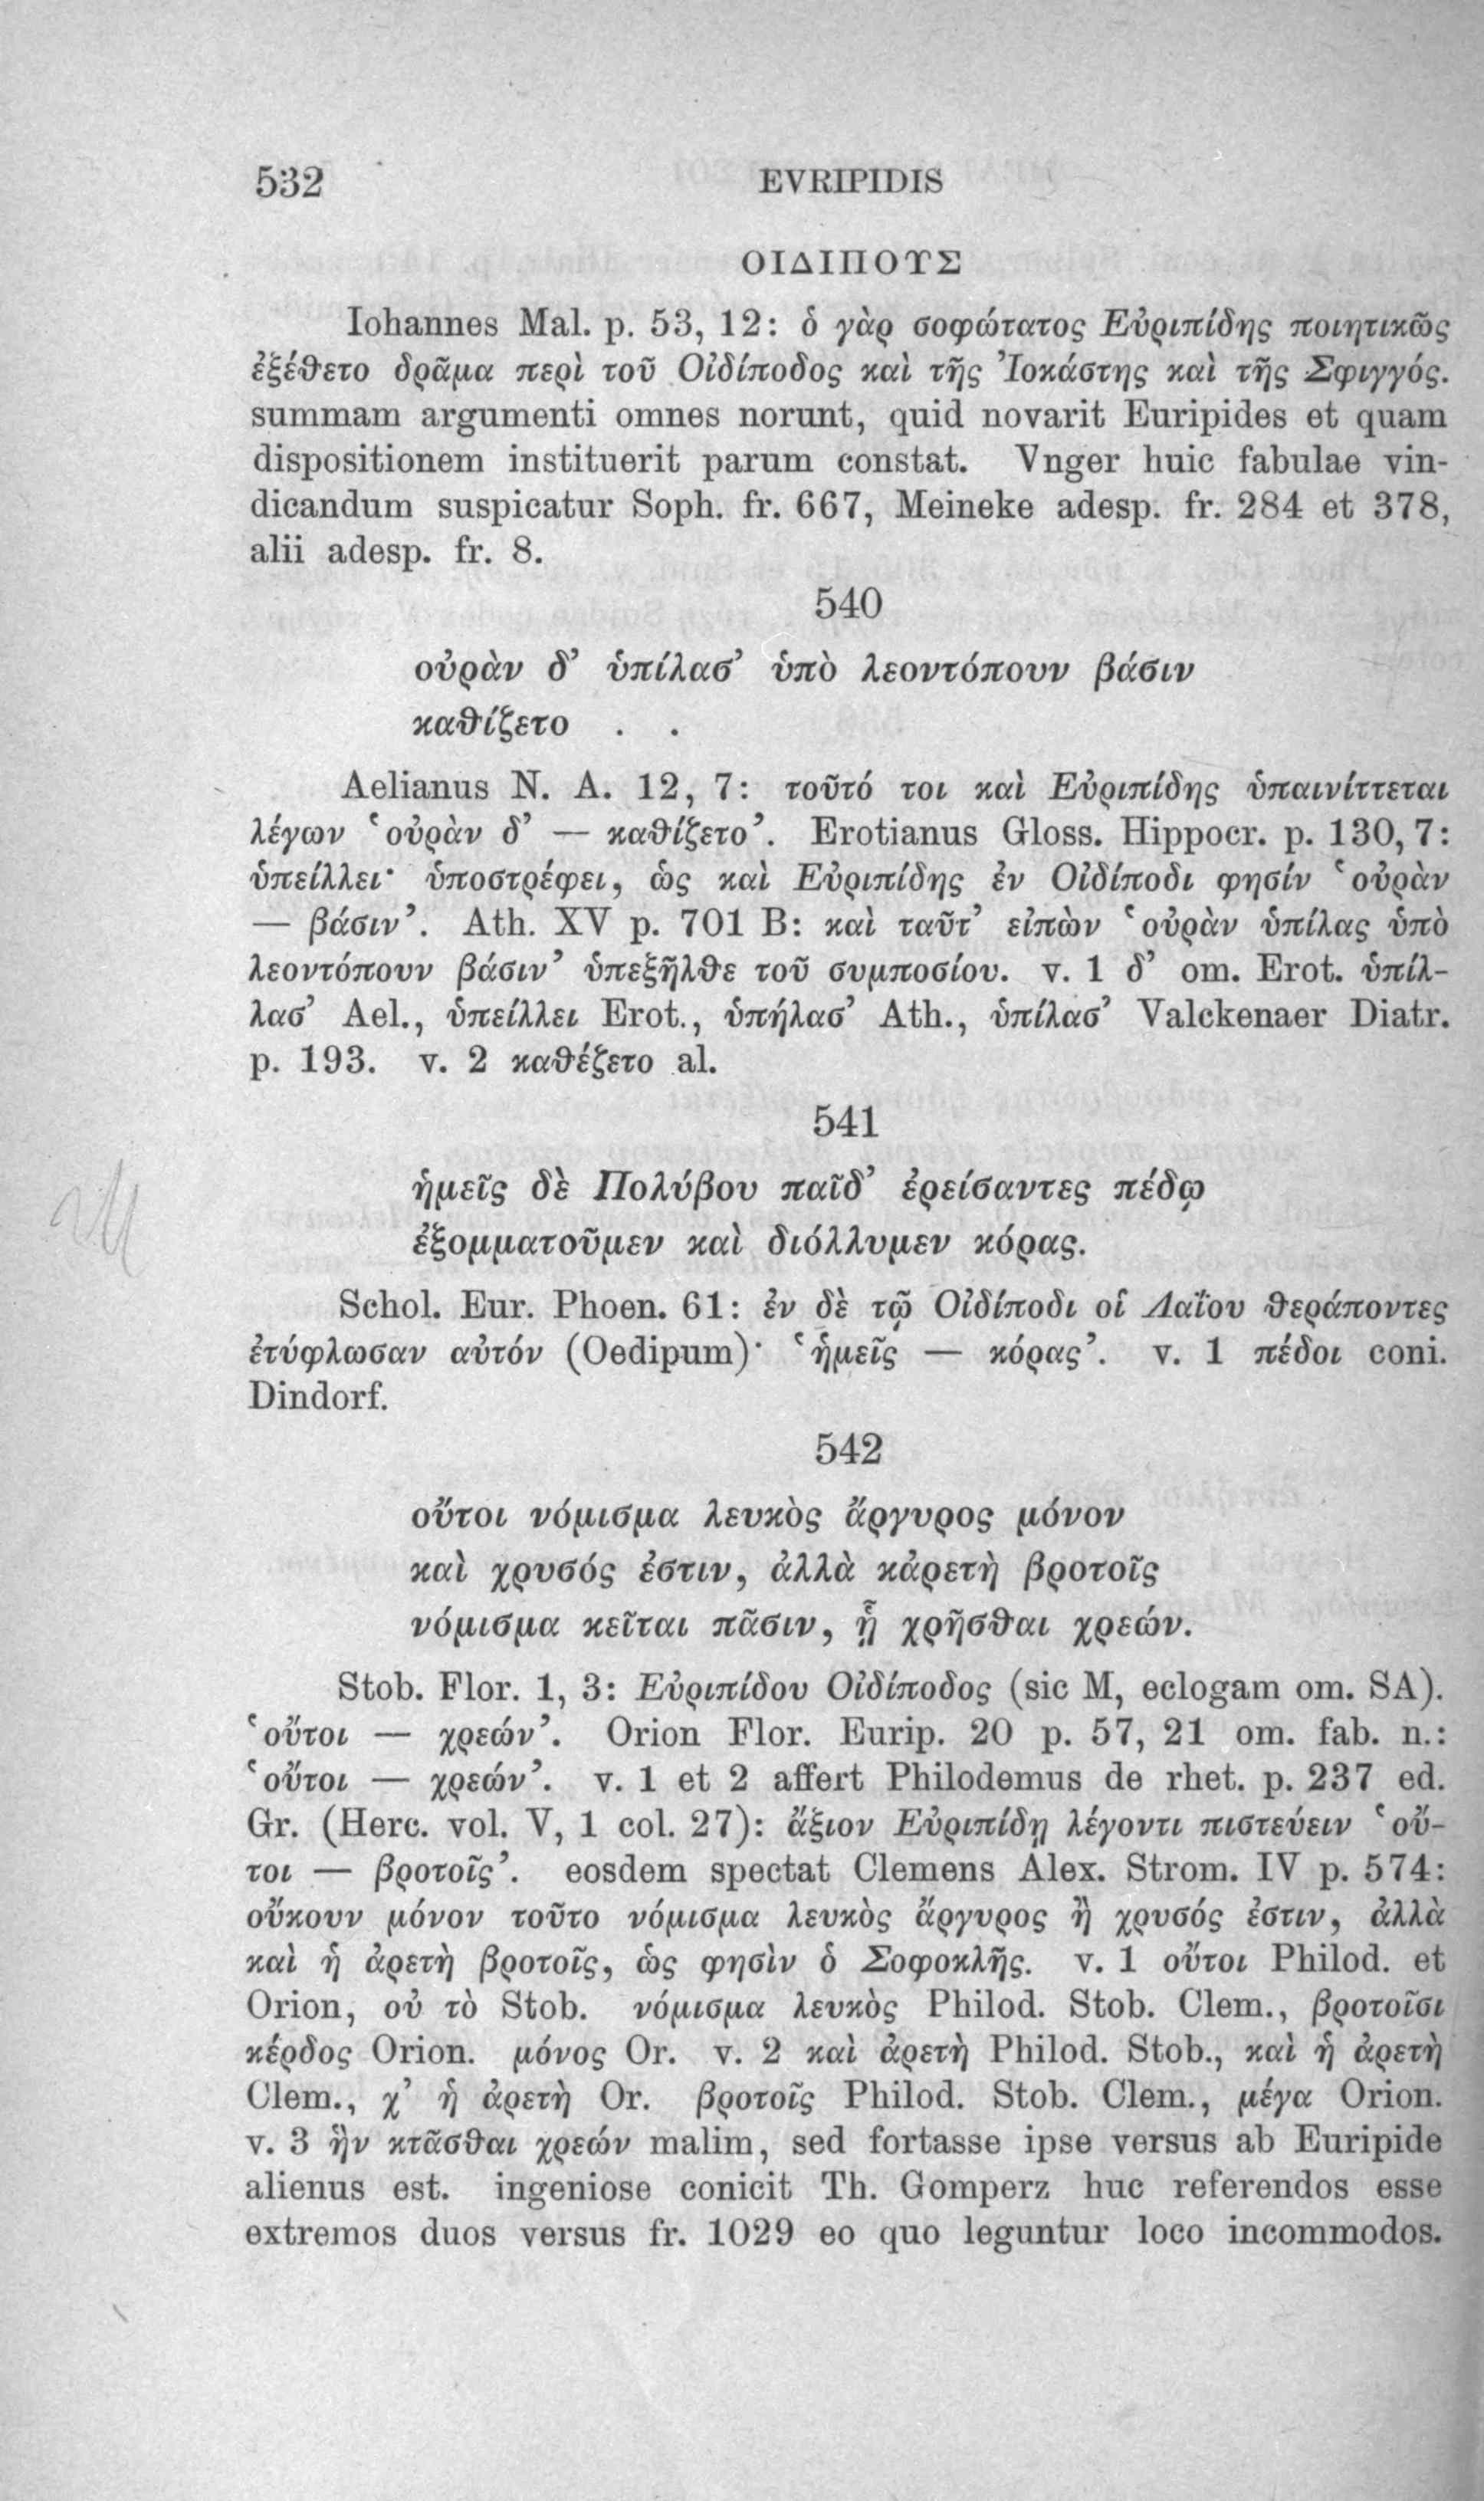 532 EVRIPIDIS
ΟΙΔΙΠΟΥΣ
Iohannes Mal. p. 53, 12: ὁ γὰρ σοφώτατος Εὐριπίδης ποιητικῶς
ἐξέθετο δρᾶμα περὶ τοῦ Οἰδίποδος καὶ τῆς Ἰοκάστης καὶ τῆς Σφιγγός.
summam argumenti omnes norunt, quid novarit Euripides et quam
dispositionem instituerit parum constat. Vnger huic fabulae vin-
dicandum suspicatur Soph. fr. 667, Meineke adesp. fr. 284 et 378,
alii adesp. fr. 8.
540
οὐρὰν δ’ ὑπίλασ’ ὑπὸ λεοντόπουν βάσιν
καθίζετο . .
Aelianus N. A. 12, 7: τοῦτό τοι καὶ Εὐριπίδης ὑπαινίττεται
λέγων ‘οὐρὰν δ’ — καθίζετο’. Erotianus Gloss. Hippocr. p. 130, 7:
ὑπείλλει· ὑποστρέφει, ὡς καὶ Εὐριπίδης ἐν Οἰδίποδι φησίν ‘οὐρὰν
— βάσιν’. Ath. XV p. 701 B: καὶ ταῦτ’ εἰπὼν ‘οὐρὰν ὑπίλας ὑπὸ
λεοντόπουν βάσιν’ ὑπεξῆλθε τοῦ συμποσίου. v. 1 δ’ om. Erot. ὑπίλ-
λασ’ Ael., ὑπείλλει Erot., ὑπήλασ’ Ath., ὑπίλασ’ Valckenaer Diatr.
p. 193. v. 2 καθέζετο al.
541
ἡμεῖς δὲ Πολύβου παῖδ’ ἐρείσαντες πέδῳ
ἐξομματοῦμεν καὶ διόλλυμεν κόρας.
Schol. Eur. Phoen. 61: ἐν δὲ τῷ Οἰδίποδι οἱ Λαΐου θεράποντες
ἐτύφλωσαν αὐτόν (Oedipum)· ‘ἡμεῖς — κόρας’. v. 1 πέδοι coni.
Dindorf.
542
οὔτοι νόμισμα λευκὸς ἄργυρος μόνον
καὶ χρυσός ἐστιν, ἀλλὰ κἀρετὴ βροτοῖς
νόμισμα κεῖται πᾶσιν, ᾗ χρῆσθαι χρεών.
Stob. Flor. 1, 3: Εὐριπίδου Οἰδίποδος (sic M, eclogam om. SA).
‘οὔτοι — χρεών’. Orion Flor. Eurip. 20 p. 57, 21 om. fab. n.:
‘οὔτοι — χρεών’. v. 1 et 2 affert Philodemus de rhet. p. 237 ed.
Gr. (Herc. vol. V, 1 col. 27): ἄξιον Εὐριπίδῃ λέγοντι πιστεύειν ‘οὔ-
τοι — βροτοῖς’. eosdem spectat Clemens Alex. Strom. IV p. 574:
οὔκουν μόνον τοῦτο νόμισμα λευκὸς ἄργυρος ἢ χρυσός ἐστιν, ἀλλὰ
καὶ ἡ ἀρετὴ βροτοῖς, ὡς φησὶν ὁ Σοφοκλῆς. v. 1 οὔτοι Philod. et
Orion, οὐ τὸ Stob. νόμισμα λευκὸς Philod. Stob. Clem., βροτοῖσι
κέρδος Orion. μόνος Or. v. 2 καὶ ἀρετὴ Philod. Stob., καὶ ἡ ἀρετὴ
Clem., χ’ ἡ ἀρετὴ Or. βροτοῖς Philod. Stob. Clem., μέγα Orion.
v. 3 ἣν κτᾶσθαι χρεών malim, sed fortasse ipse versus ab Euripide
alienus est. ingeniose conicit Th. Gomperz huc referendos esse
extremos duos versus fr. 1029 eo quo leguntur loco incommodos.